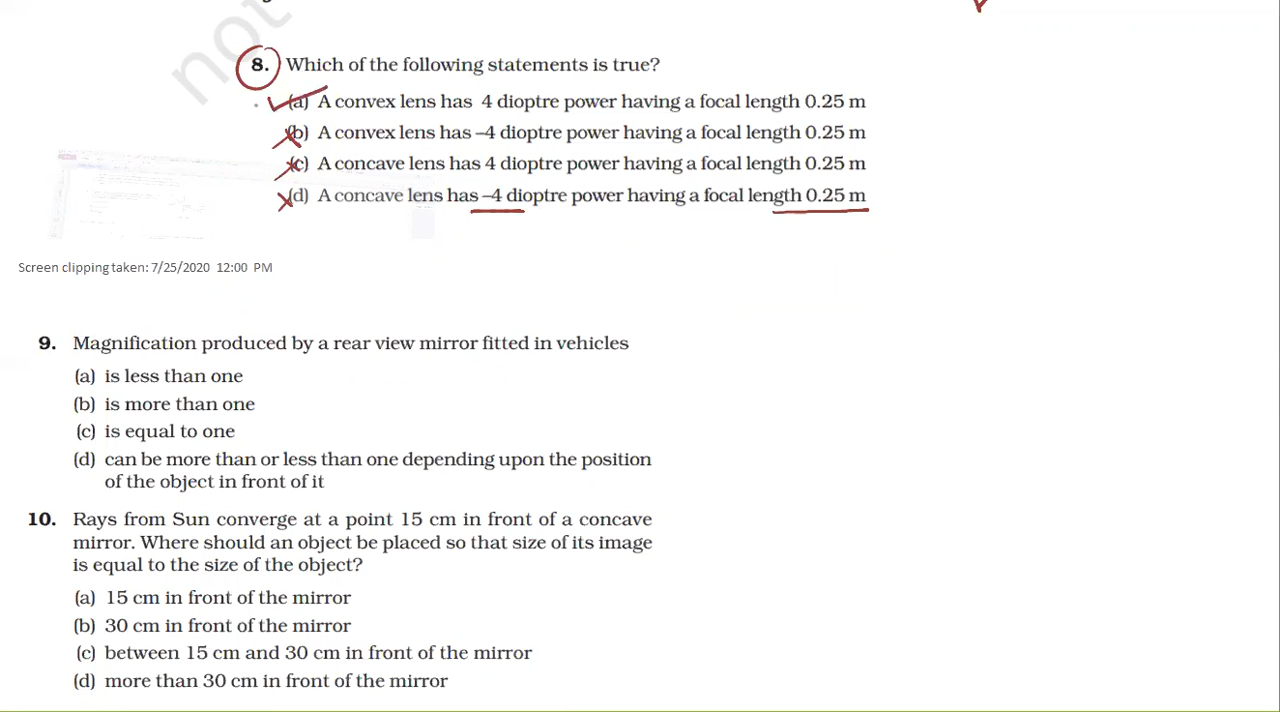 not
8. Which of the following statements is true?
(a) A convex lens has 4 dioptre power having a focal length 0.25 m
(b) A convex lens has –4 dioptre power having a focal length 0.25 m
(c) A concave lens has 4 dioptre power having a focal length 0.25 m
(d) A concave lens has –4 dioptre power having a focal length 0.25 m
Screen clipping taken: 7/25/2020 12:00 PM
9. Magnification produced by a rear view mirror fitted in vehicles
(a) is less than one
(b) is more than one
(c) is equal to one
(d) can be more than or less than one depending upon the position
of the object in front of it
10. Rays from Sun converge at a point 15 cm in front of a concave
mirror. Where should an object be placed so that size of its image
is equal to the size of the object?
(a) 15 cm in front of the mirror
(b) 30 cm in front of the mirror
(c) between 15 cm and 30 cm in front of the mirror
(d) more than 30 cm in front of the mirror